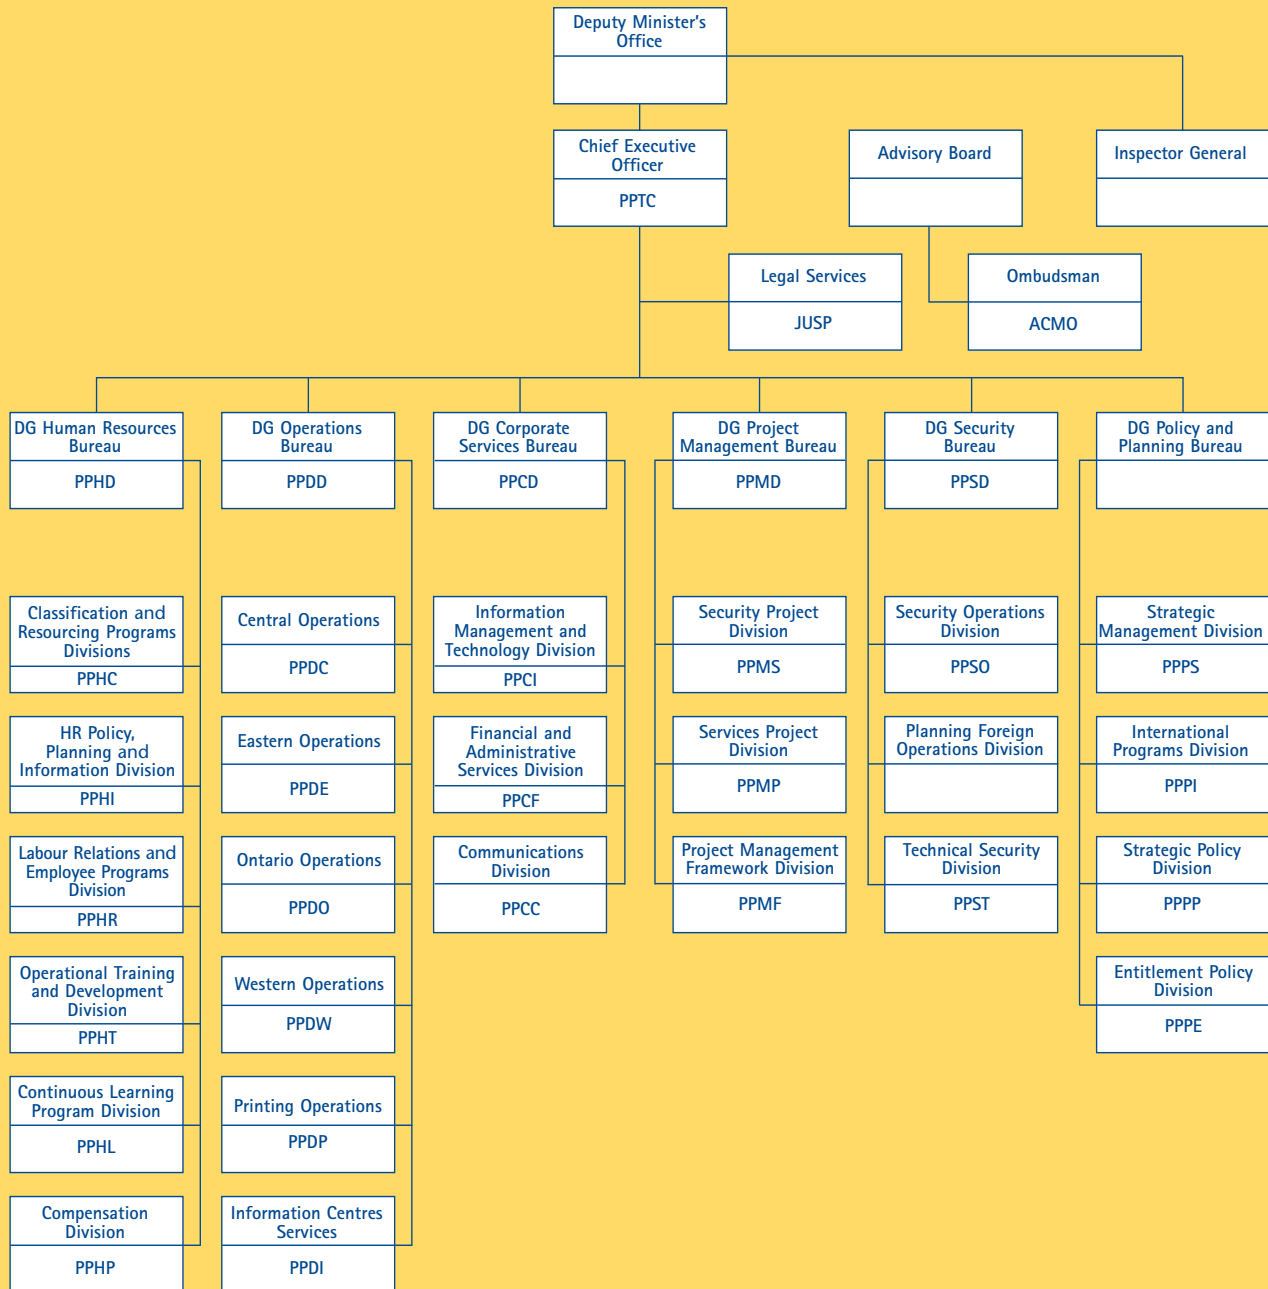 Deputy Minister's
Office
Chief Executive
Officer
PPTC
Advisory Board
Inspector General
Legal Services
JUSP
Ombudsman
ACMO
DG Human Resources
Bureau
PPHD
DG Operations
Bureau
PPDD
DG Corporate
Services Bureau
PPCD
DG Project
Management Bureau
PPMD
DG Security
Bureau
PPSD
DG Policy and
Planning Bureau
Classification and
Resourcing Programs
Divisions
PPHC
HR Policy,
Planning and
Information Division
PPHI
Labour Relations and
Employee Programs
Division
PPHR
Operational Training
and Development
Division
PPHT
Continuous Learning
Program Division
PPHL
Compensation
Division
PPHP
Central Operations
PPDC
Eastern Operations
PPDE
Ontario Operations
PPDO
Western Operations
PPDW
Printing Operations
PPDP
Information Centres
Services
PPDI
Information
Management and
Technology Division
PPCI
Financial and
Administrative
Services Division
PPCF
Communications
Division
PPCC
Security Project
Division
PPMS
Services Project
Division
PPMP
Project Management
Framework Division
PPMF
Security Operations
Division
PPSO
Planning Foreign
Operations Division
Technical Security
Division
PPST
Strategic
Management Division
PPPS
International
Programs Division
PPPI
Strategic Policy
Division
PPPP
Entitlement Policy
Division
PPPE